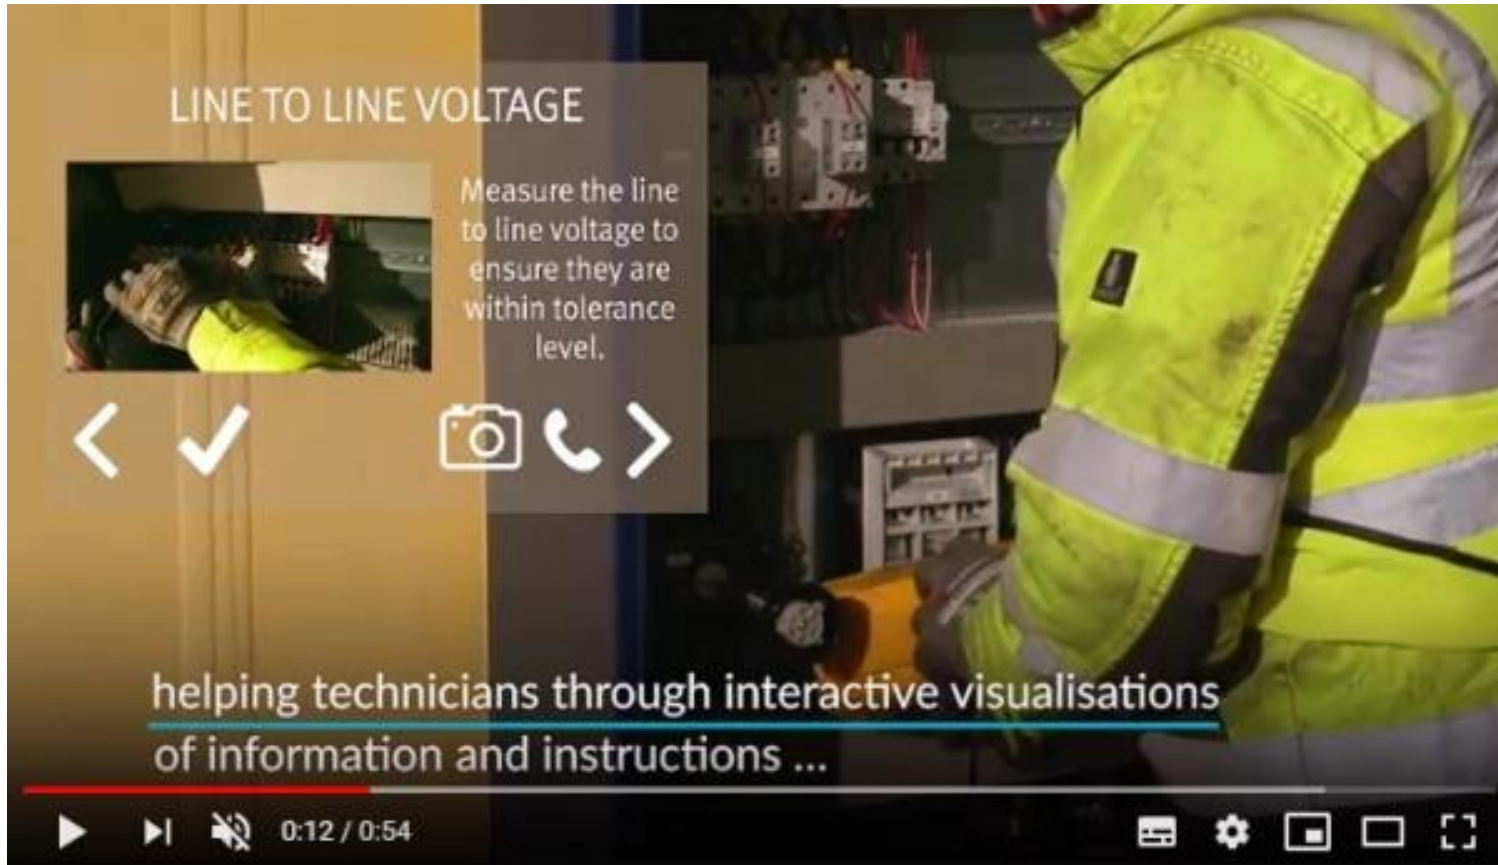 LINE TO LINE VOLTAGE
Measure the line
to line voltage to
ensure they are
within tolerance
level.
helping technicians through interactive visualisations
of information and instructions ...
0:12 / 0:54